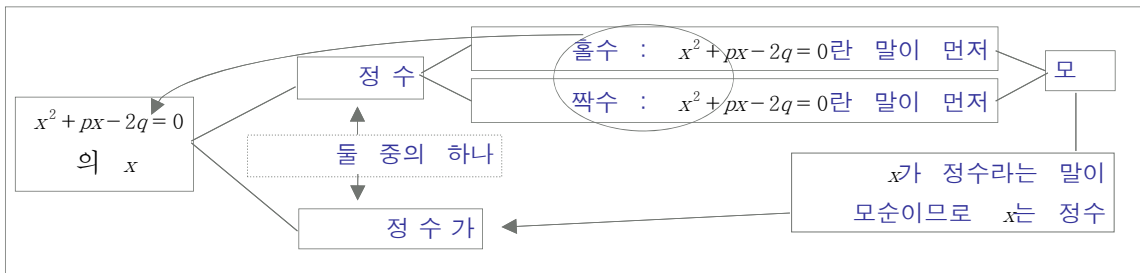 x² + px − 2q = 0
의 x
정 수
둘 중의 하나
정 수 가
홀수 : x² + px − 2q = 0란 말이 먼저
짝수 : x² + px − 2q = 0란 말이 먼저
모
x가 정수라는 말이
모순이므로 x는 정수